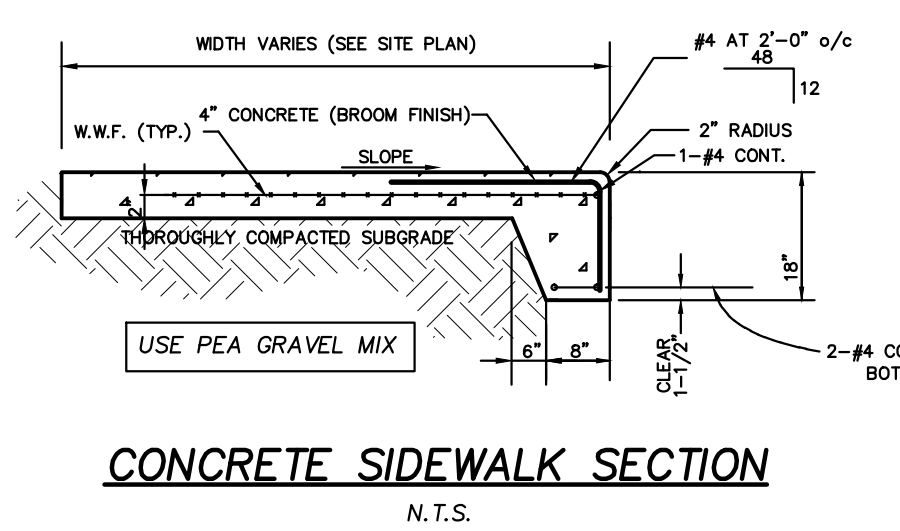 WIDTH VARIES (SEE SITE PLAN)
#4 AT 2'-0" o/c
48
12
4" CONCRETE (BROOM FINISH)
W.W.F. (TYP.)
2" RADIUS
SLOPE
1-#4 CONT.
2
THOROUGHLY COMPACTED SUBGRADE
18"
USE PEA GRAVEL MIX
6"
8"
CLEAR
1-1/2"
2-#4
CONCRETE SIDEWALK SECTION
N.T.S.